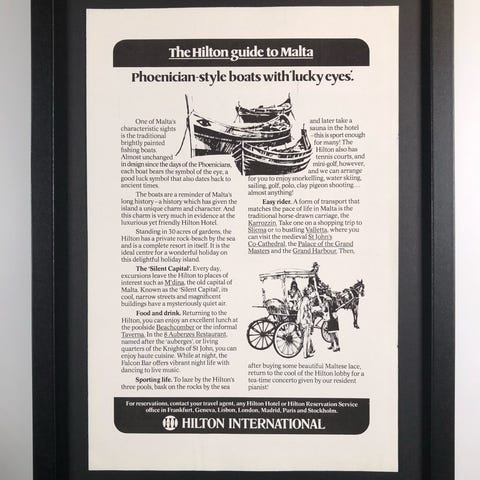 The Hilton guide to Malta
Phoenician-style boats with 'lucky eyes'.
One of Malta's
characteristic sights
is the traditional
brightly painted
fishing boats.
Almost unchanged
in design since the days of the Phoenicians,
each boat bears the symbol of the eye, a
good luck symbol that also dates back to
ancient times.
The boats are a reminder of Malta's
long history – a history which has given the
island a unique charm and character. And
this charm is very much in evidence at the
luxurious yet friendly Hilton Hotel.
Standing in 30 acres of gardens, the
Hilton has a private rock-beach by the sea
and is a complete resort in itself. It is the
ideal centre for a wonderful holiday on
this delightful holiday island.
The 'Silent Capital'. Every day,
excursions leave the Hilton to places of
interest such as M'dina, the old capital of
Malta. Known as the 'Silent Capital', its
cool, narrow streets and magnificent
buildings have a mysteriously quiet air.
Food and drink. Returning to the
Hilton, you can enjoy an excellent lunch at
the poolside Beachcomber or the informal
Taverna. In the 8 Auberges Restaurant,
named after the 'auberges', or living
quarters of the Knights of St John, you can
enjoy haute cuisine. While at night, the
Falcon Bar offers vibrant night life with
dancing to live music.
Sporting life. To laze by the Hilton's
three pools, bask on the rocks by the sea
and later take a
sauna in the hotel
– this is sport enough
for many! The
Hilton also has
tennis courts, and
mini-golf, however,
and we can arrange
for you to enjoy snorkelling, water skiing,
sailing, golf, polo, clay pigeon shooting...
almost anything!
Easy rider. A form of transport that
matches the pace of life in Malta is the
traditional horse-drawn carriage, the
Karrozzin. Take one on a shopping trip to
Sliema or to bustling Valletta, where you
can visit the medieval St John's
Co-Cathedral, the Palace of the Grand
Masters and the Grand Harbour. Then,
after buying some beautiful Maltese lace,
return to the cool of the Hilton lobby for a
tea-time concerto given by our resident
pianist!
For reservations, contact your travel agent, any Hilton Hotel or Hilton Reservation Service
office in Frankfurt, Geneva, Lisbon, London, Madrid, Paris and Stockholm.
HILTON INTERNATIONAL